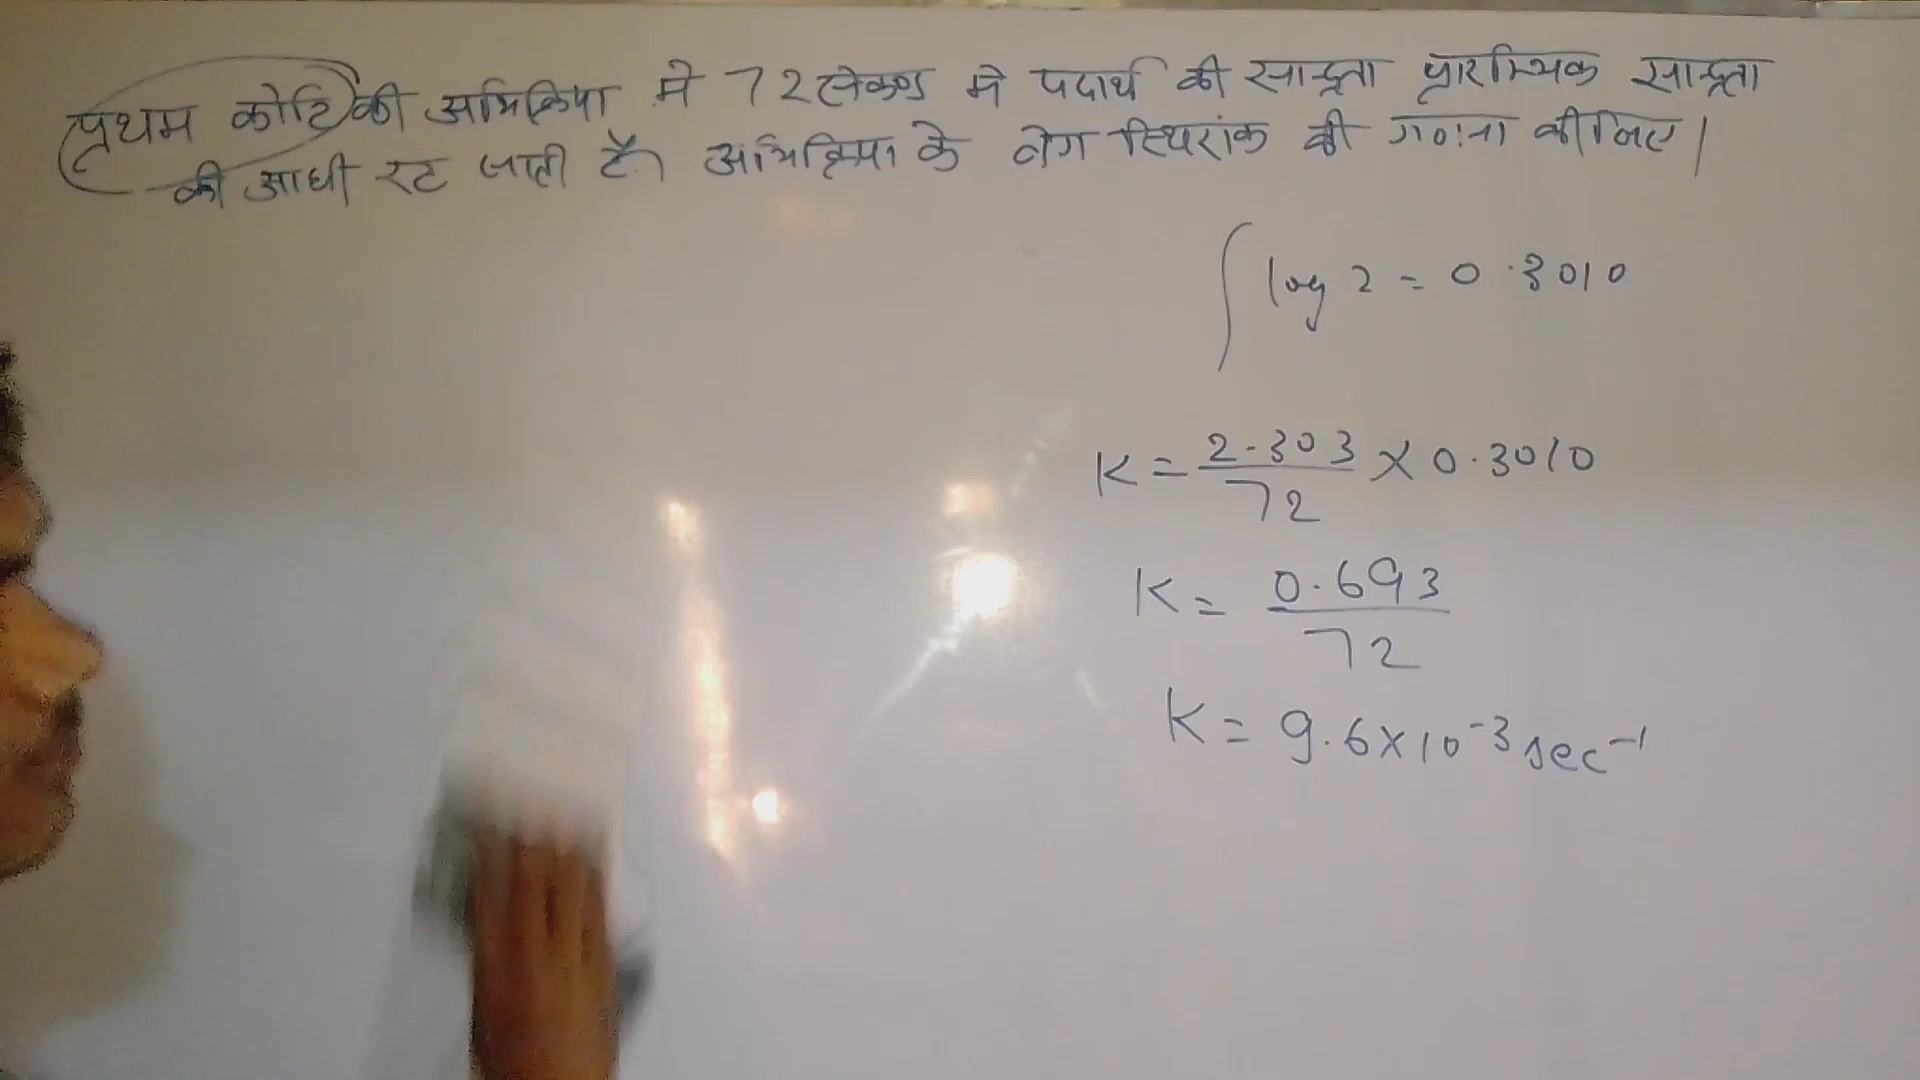 प्रथम कोटि की अभिक्रिया मे 72 सेकण्ड मे पदार्थ की सान्द्रता प्रारम्भिक सान्द्रता
की आधी रह जाती है। अभिक्रिया के वेग स्थिरांक की गणना कीजिए।
log 2 = 0.3010
K = 2.303/72 × 0.3010
K = 0.693/72
K = 9.6×10⁻³ sec⁻¹